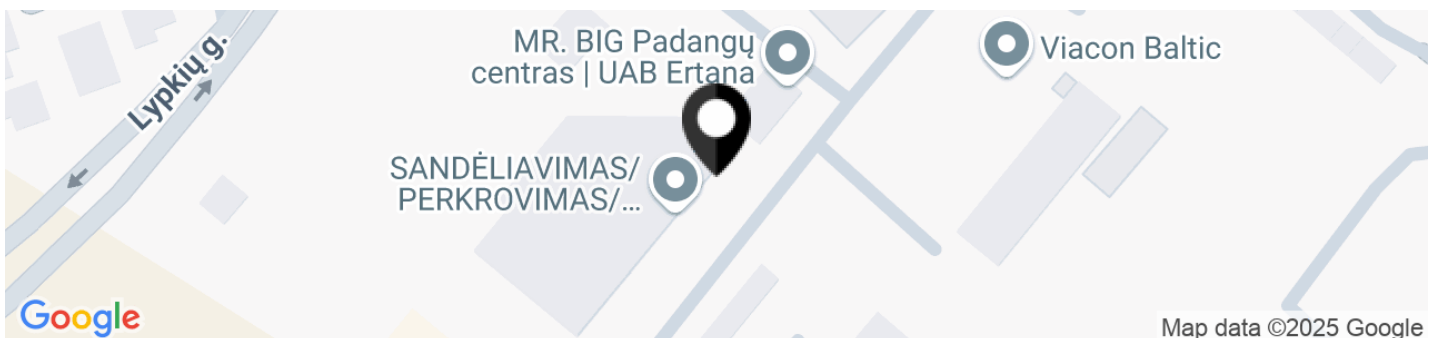 Lypkių g.
MR. BIG Padangų
centras | UAB Ertana
Viacon Baltic
SANDĖLIAVIMAS/
PERKROVIMAS/...
Google
Map data ©2025 Google